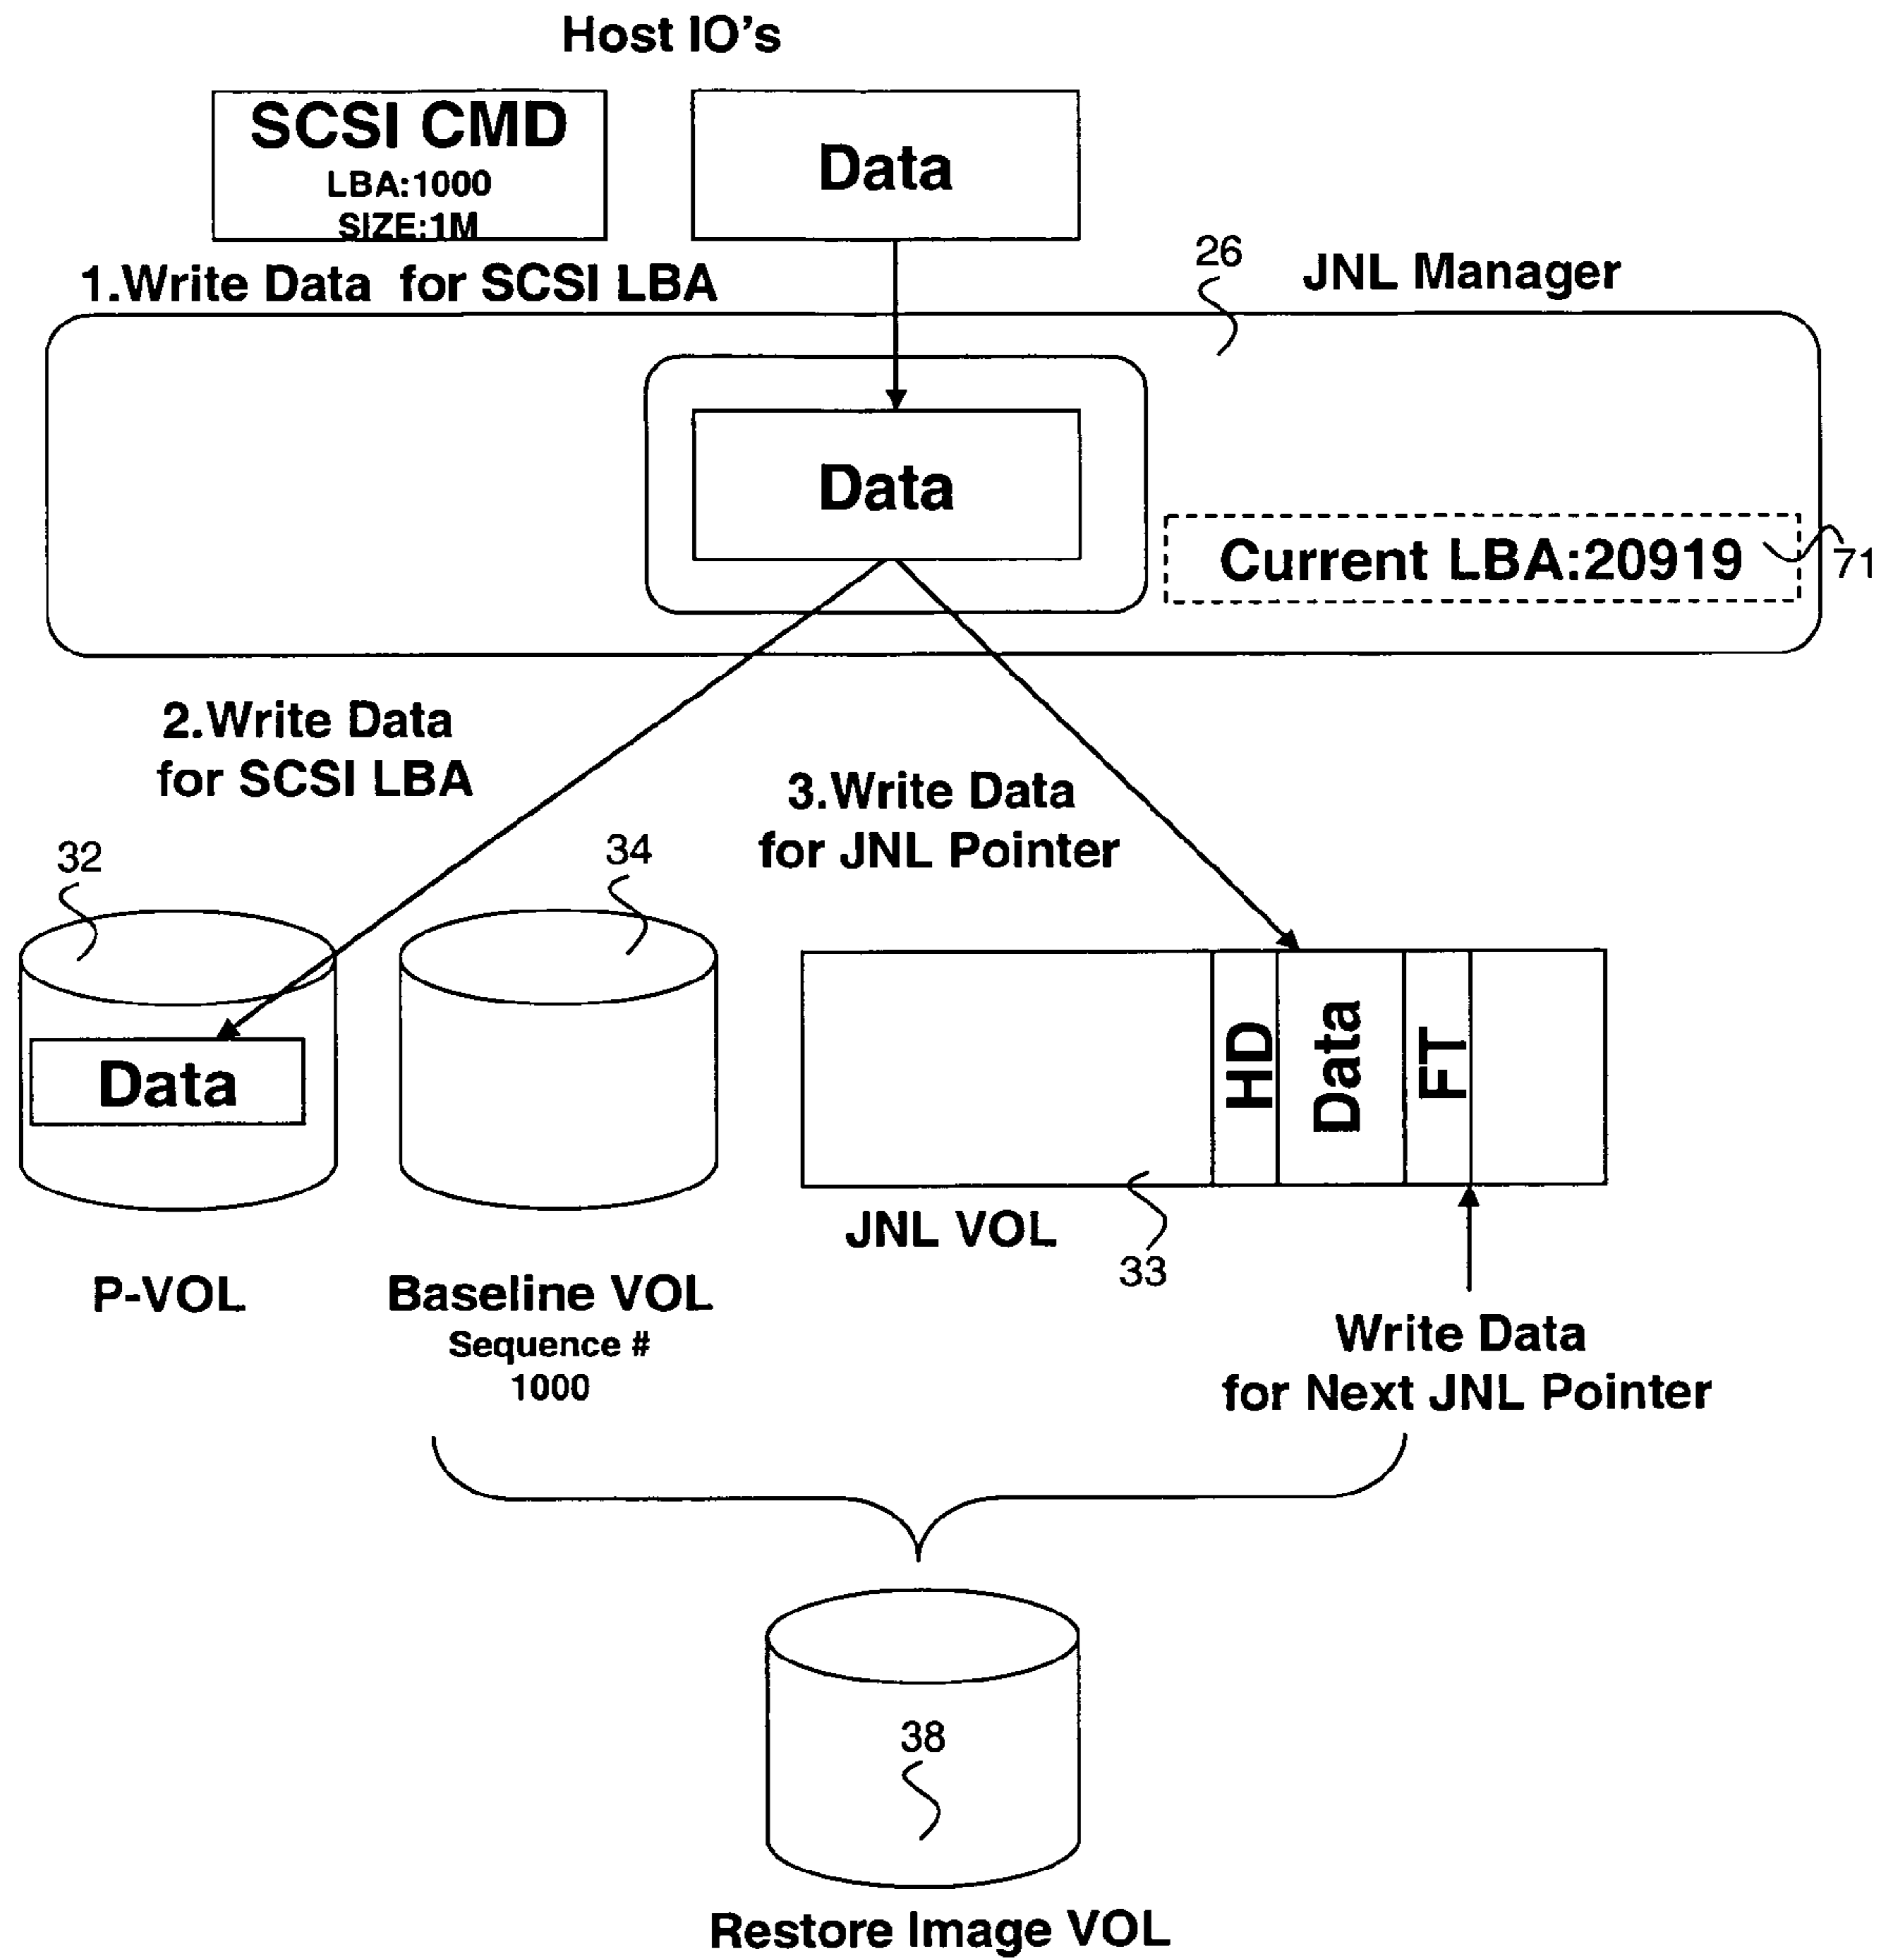 Host IO's
SCSI CMD
LBA:1000
SIZE:1M
Data
1.Write Data for SCSI LBA
26
JNL Manager
Data
Current LBA:20919
71
2.Write Data
for SCSI LBA
3.Write Data
for JNL Pointer
32
34
Data
HD
Data
FT
JNL VOL
33
P-VOL
Baseline VOL
Sequence #
1000
Write Data
for Next JNL Pointer
38
Restore Image VOL